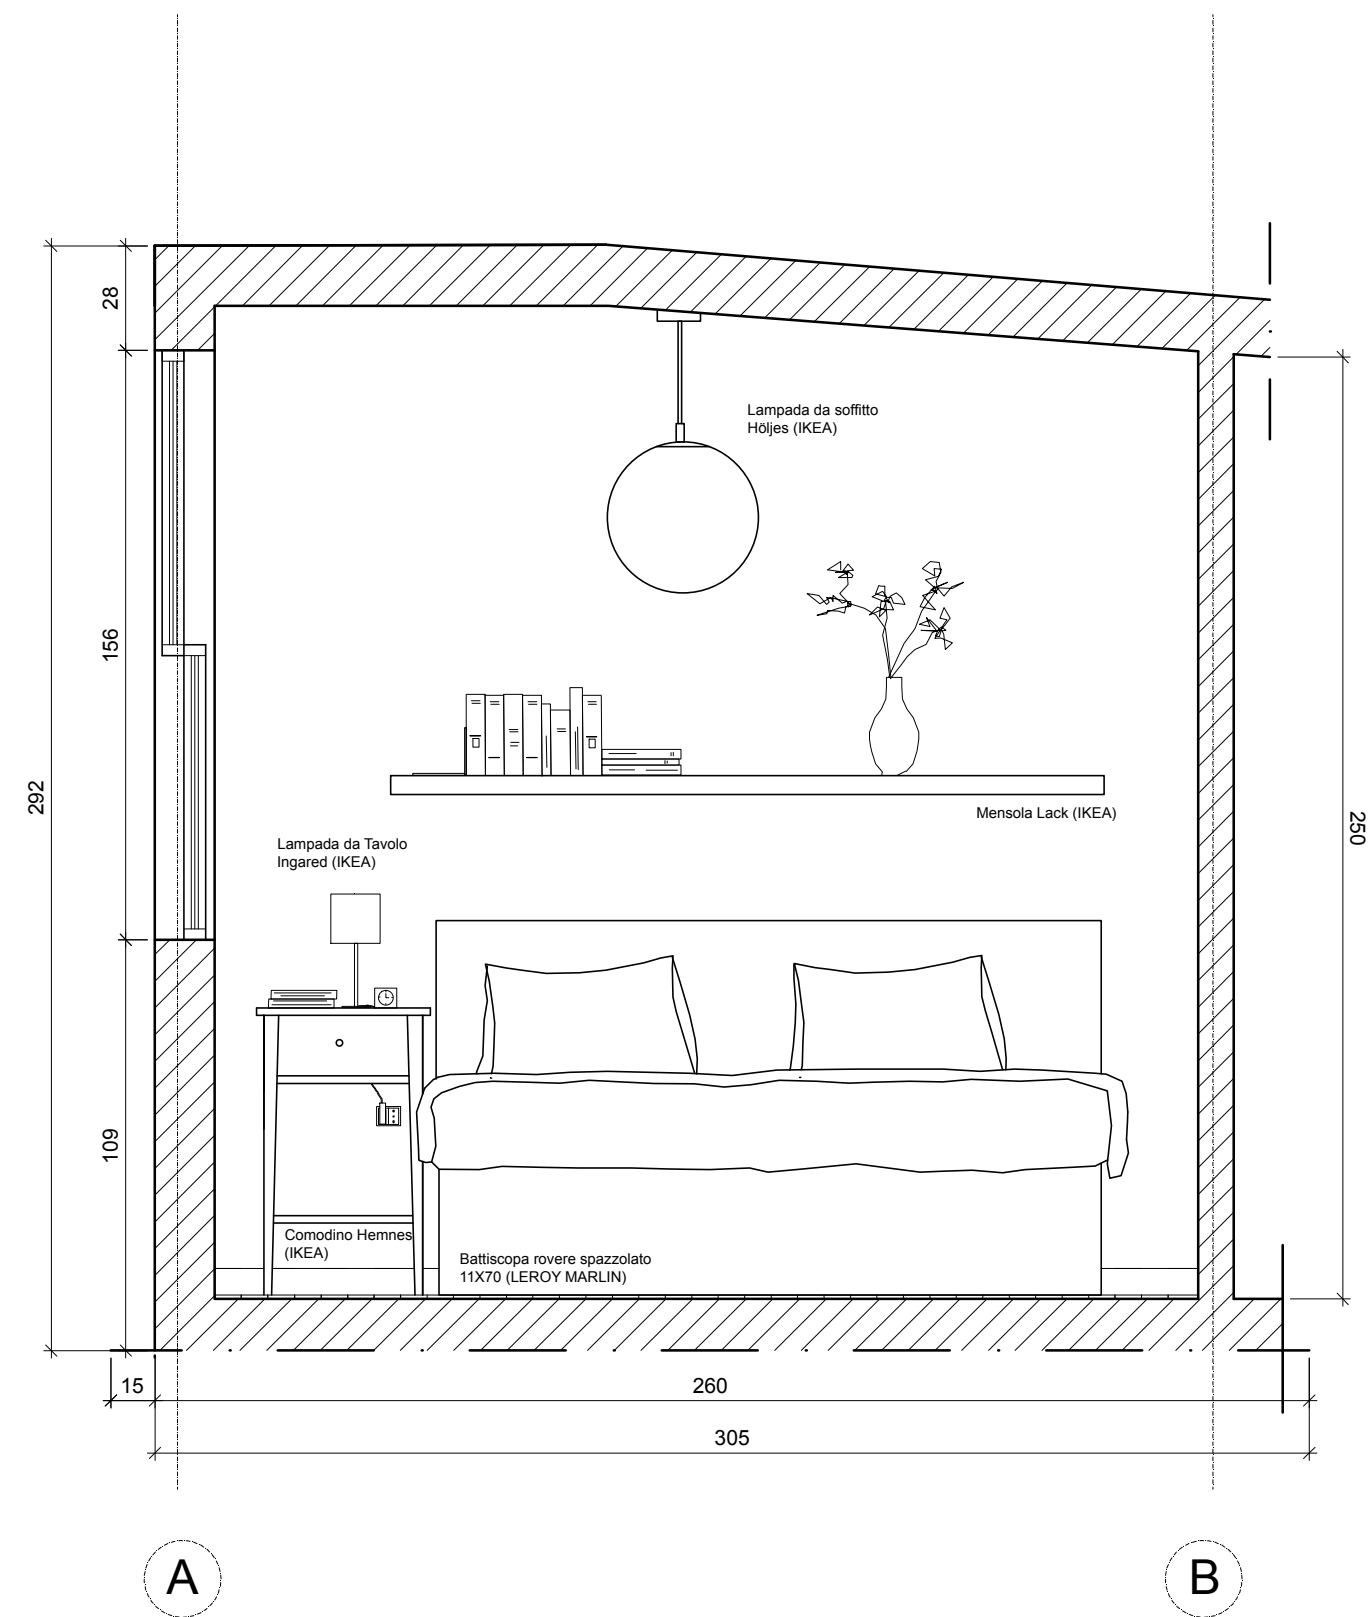 28
Lampada da soffitto
Höljes (IKEA)
156
292
250
Mensola Lack (IKEA)
Lampada da Tavolo
Ingared (IKEA)
109
Comodino Hemnes
(IKEA)
Battiscopa rovere spazzolato
11X70 (LEROY MARLIN)
15
260
305
A
B